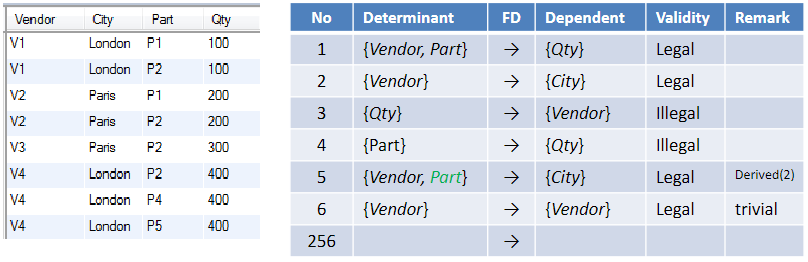 Vendor City Part Qty
V1 London P1 100
V1 London P2 100
V2 Paris P1 200
V2 Paris P2 200
V3 Paris P2 300
V4 London P2 400
V4 London P4 400
V4 London P5 400
No Determinant FD Dependent Validity Remark
1 {Vendor, Part} → {Qty} Legal
2 {Vendor} → {City} Legal
3 {Qty} → {Vendor} Illegal
4 {Part} → {Qty} Illegal
5 {Vendor, Part} → {City} Legal Derived(2)
6 {Vendor} → {Vendor} Legal trivial
256 →